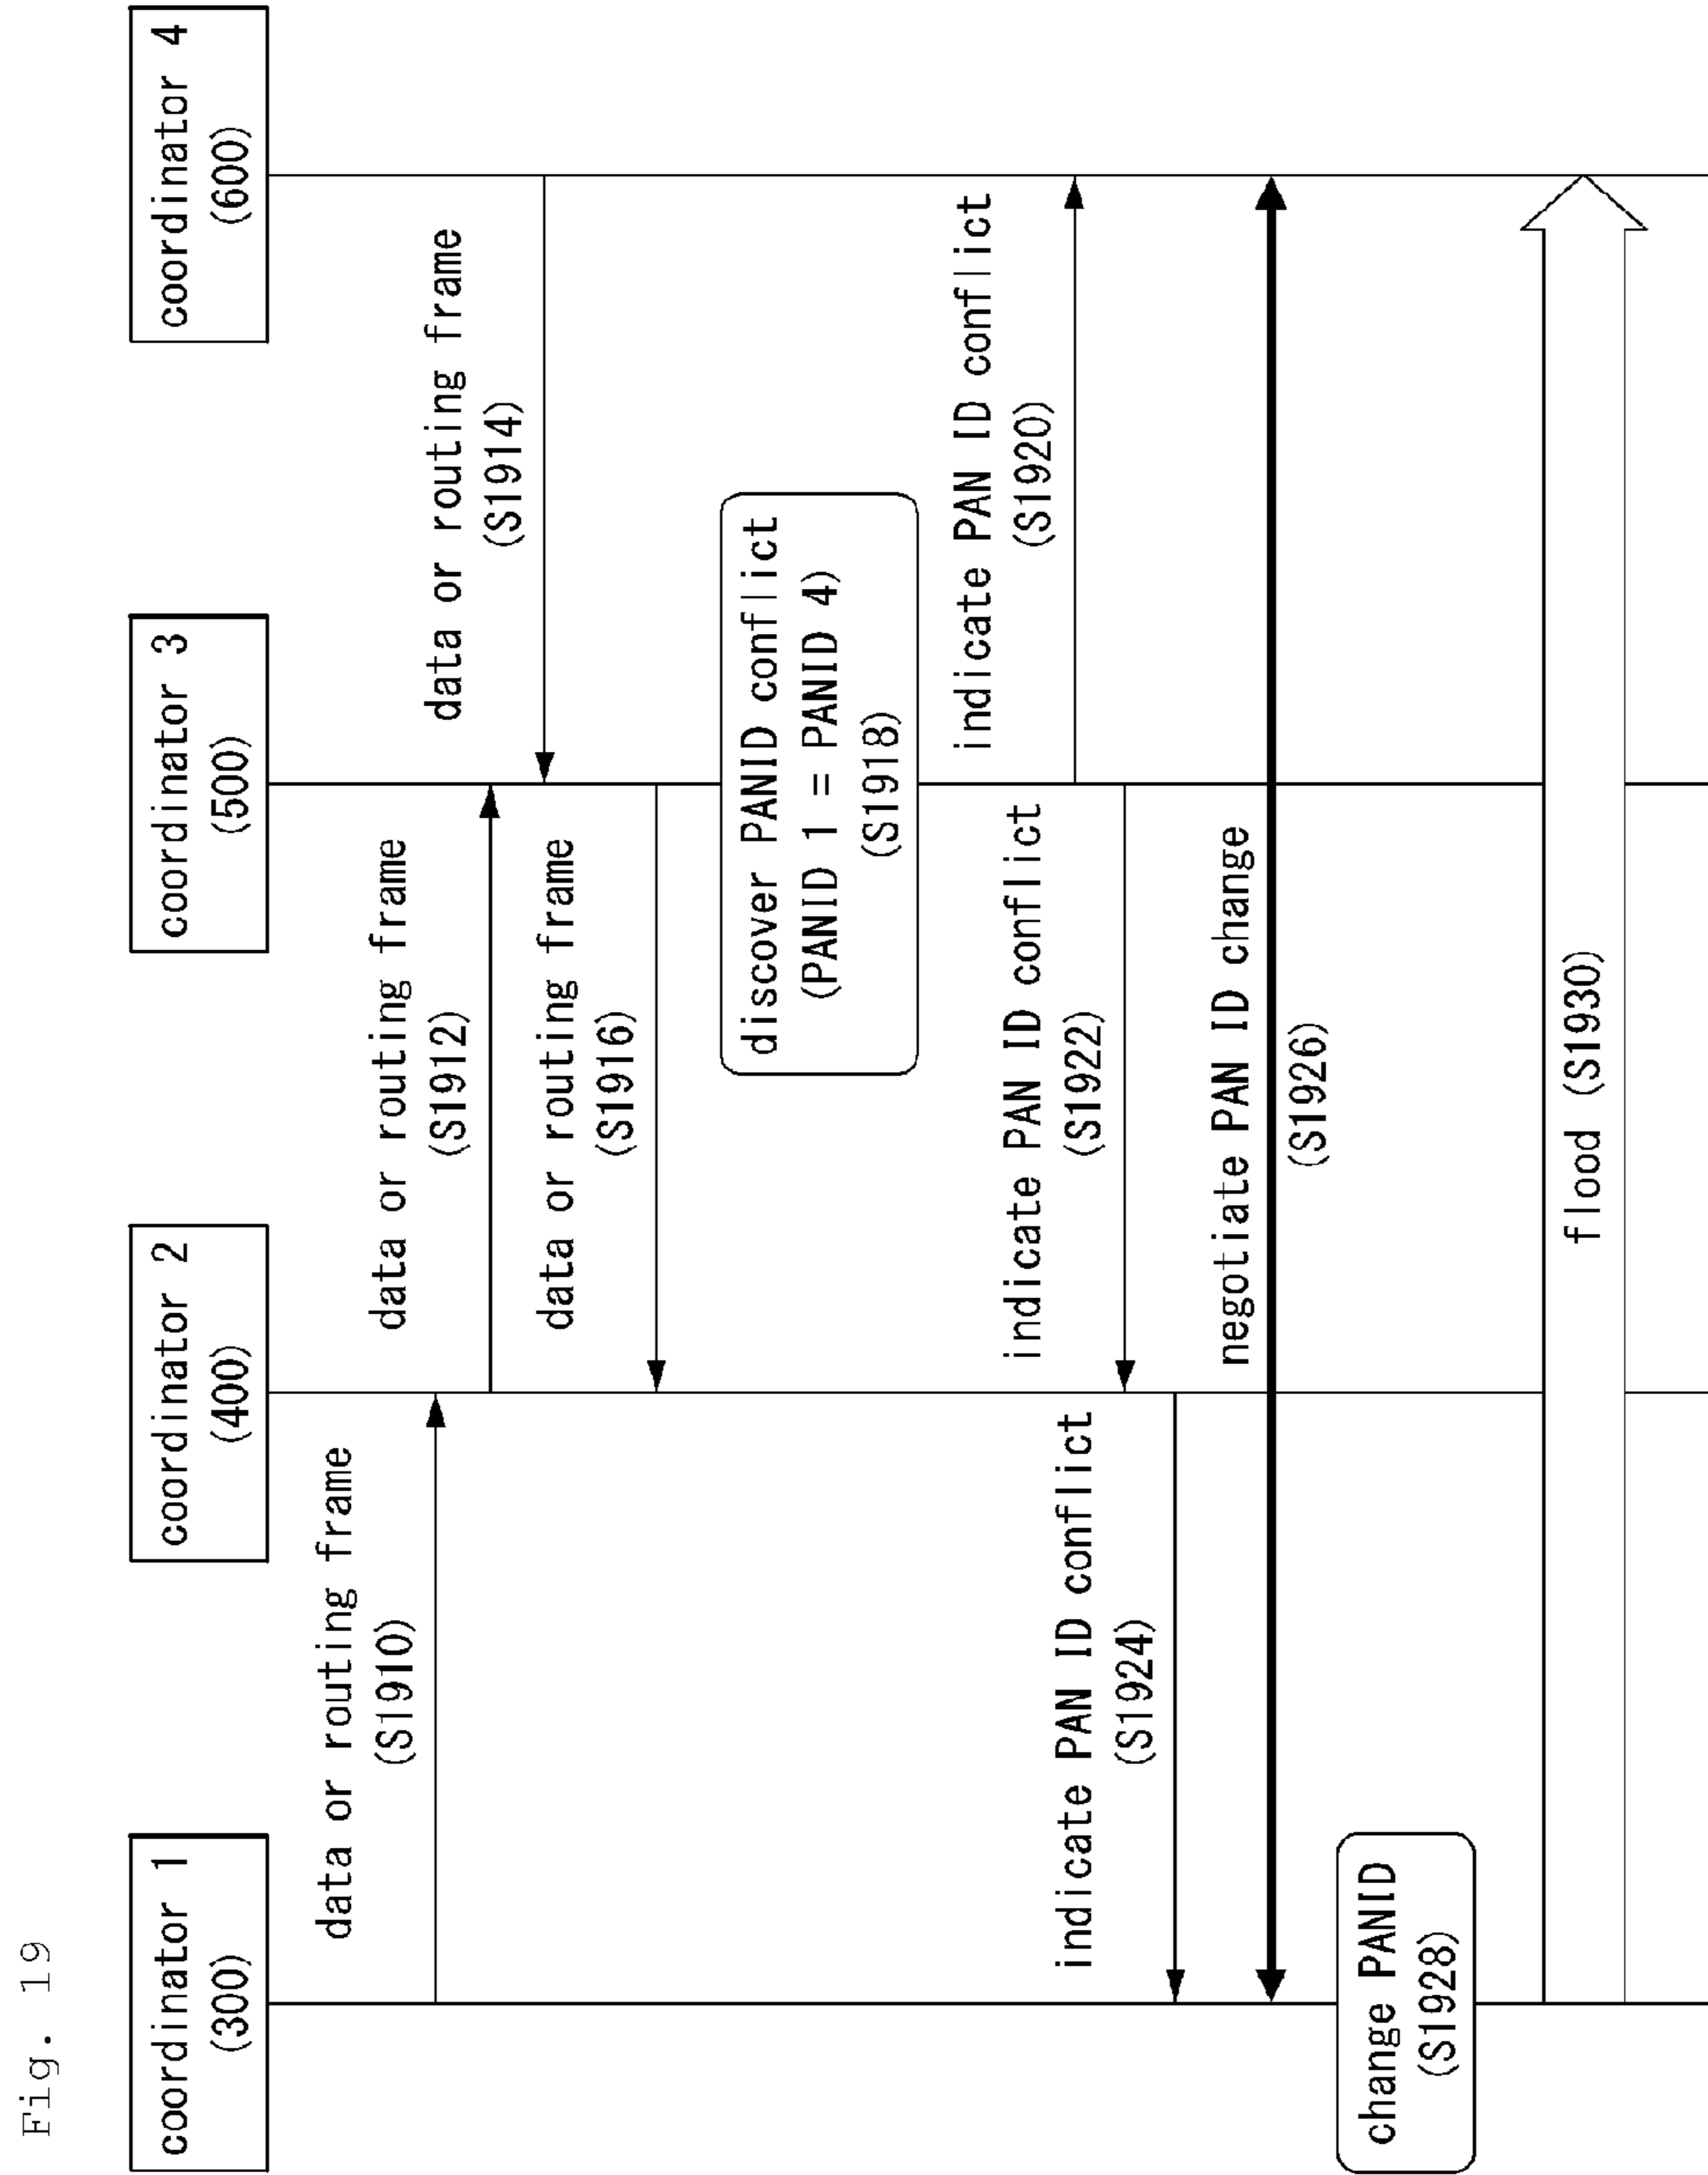 Fig. 19
coordinator 1
(300)
coordinator 2
(400)
coordinator 3
(500)
coordinator 4
(600)
data or routing frame
(S1910)
data or routing frame
(S1912)
data or routing frame
(S1914)
data or routing frame
(S1916)
discover PANID conflict
(PANID 1 = PANID 4)
(S1918)
indicate PAN ID conflict
(S1920)
indicate PAN ID conflict
(S1922)
indicate PAN ID conflict
(S1924)
negotiate PAN ID change
(S1926)
change PANID
(S1928)
flood (S1930)